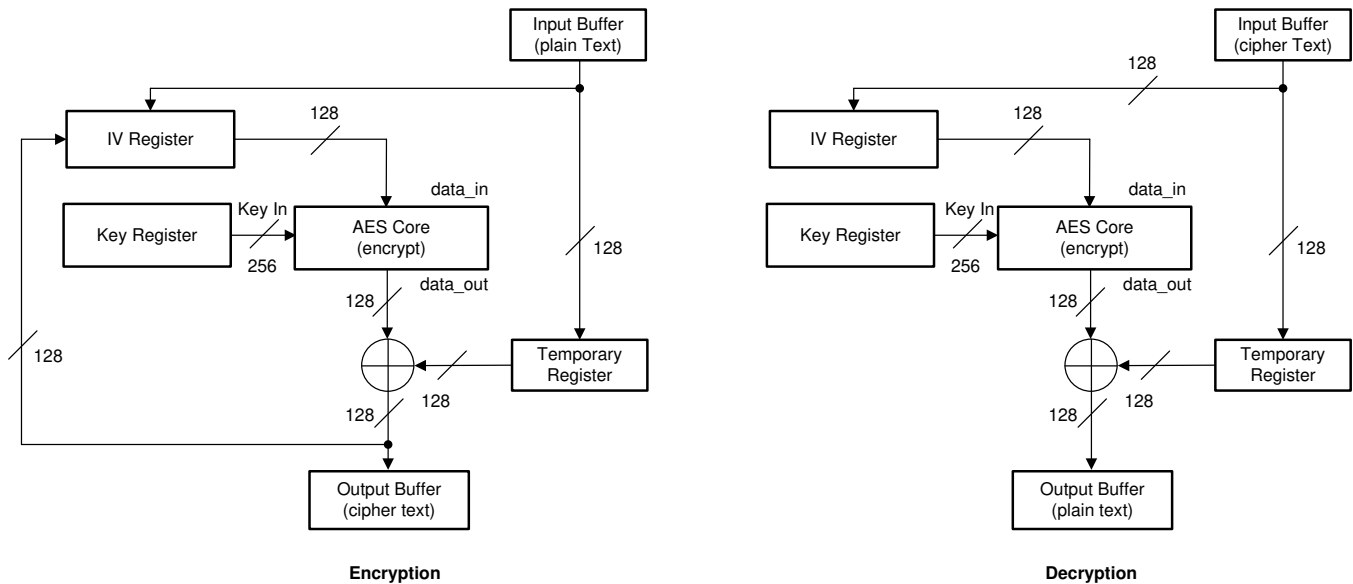 Input Buffer
(plain Text)
128
IV Register
data_in
Key In
Key Register
AES Core
(encrypt)
128
256
data_out
128
128
Temporary
Register
128
128
Output Buffer
(cipher text)
Encryption
Input Buffer
(cipher Text)
128
128
IV Register
data_in
Key In
Key Register
AES Core
(encrypt)
128
256
data_out
128
Temporary
Register
128
128
Output Buffer
(plain text)
Decryption